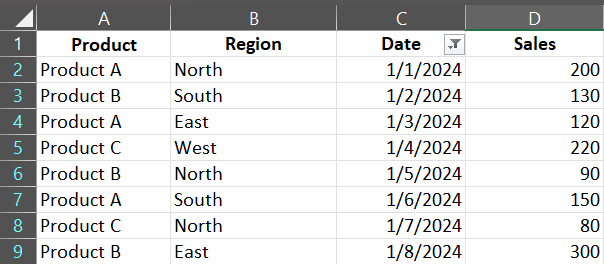 A B C D
1 Product Region Date Sales
2 Product A North 1/1/2024 200
3 Product B South 1/2/2024 130
4 Product A East 1/3/2024 120
5 Product C West 1/4/2024 220
6 Product B North 1/5/2024 90
7 Product A South 1/6/2024 150
8 Product C North 1/7/2024 80
9 Product B East 1/8/2024 300